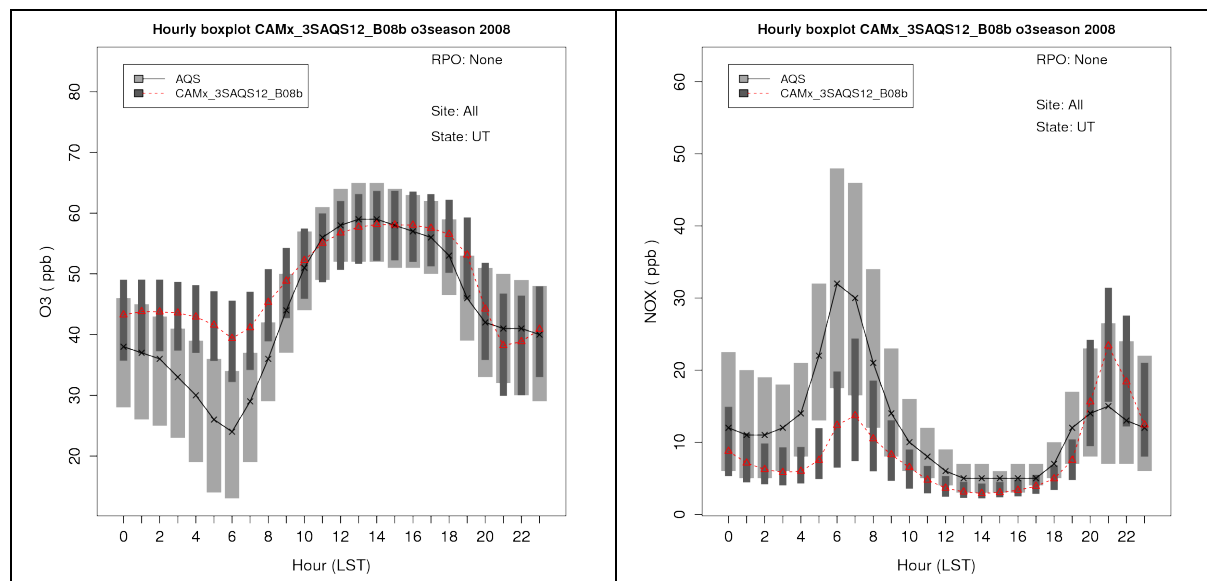 Hourly boxplot CAMx_3SAQS12_B08b o3season 2008
RPO: None
AQS
CAMx_3SAQS12_B08b
Site: All
State: UT
80
70
60
50
40
30
20
O3 ( ppb )
0 2 4 6 8 10 12 14 16 18 20 22
Hour (LST)
Hourly boxplot CAMx_3SAQS12_B08b o3season 2008
RPO: None
AQS
CAMx_3SAQS12_B08b
Site: All
State: UT
60
50
40
30
20
10
0
NOX ( ppb )
0 2 4 6 8 10 12 14 16 18 20 22
Hour (LST)